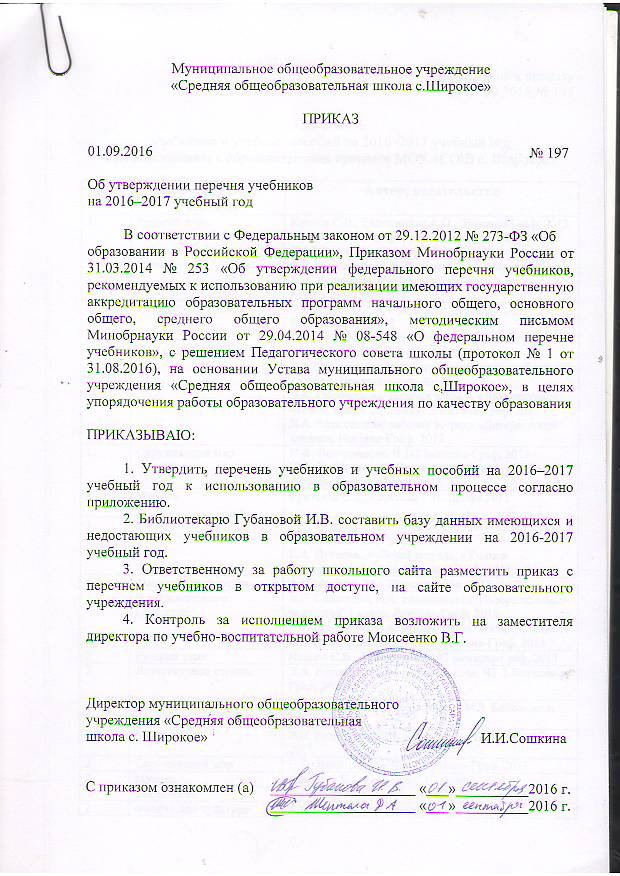 Муниципальное общеобразовательное учреждение
«Средняя общеобразовательная школа с.Широкое»
ПРИКАЗ
01.09.2016 № 197
Об утверждении перечня учебников
на 2016–2017 учебный год
В соответствии с Федеральным законом от 29.12.2012 № 273-ФЗ «Об
образовании в Российской Федерации», Приказом Минобрнауки России от
31.03.2014 № 253 «Об утверждении федерального перечня учебников,
рекомендуемых к использованию при реализации имеющих государственную
аккредитацию образовательных программ начального общего, основного
общего, среднего общего образования», методическим письмом
Минобрнауки России от 29.04.2014 № 08-548 «О федеральном перечне
учебников», с решением Педагогического совета школы (протокол № 1 от
31.08.2016), на основании Устава муниципального общеобразовательного
учреждения «Средняя общеобразовательная школа с,Широкое», в целях
упорядочения работы образовательного учреждения по качеству образования
ПРИКАЗЫВАЮ:
1. Утвердить перечень учебников и учебных пособий на 2016–2017
учебный год к использованию в образовательном процессе согласно
приложению.
2. Библиотекарю Губановой И.В. составить базу данных имеющихся и
недостающих учебников в образовательном учреждении на 2016-2017
учебный год.
3. Ответственному за работу школьного сайта разместить приказ с
перечнем учебников в открытом доступе, на сайте образовательного
учреждения.
4. Контроль за исполнением приказа возложить на заместителя
директора по учебно-воспитательной работе Моисеенко В.Г.
Директор муниципального общеобразовательного
учреждения «Средняя общеобразовательная
школа с. Широкое» И.И.Сошкина
С приказом ознакомлен (а) Губанова И.В. «01» сентября 2016 г.
«01» сентября 2016 г.